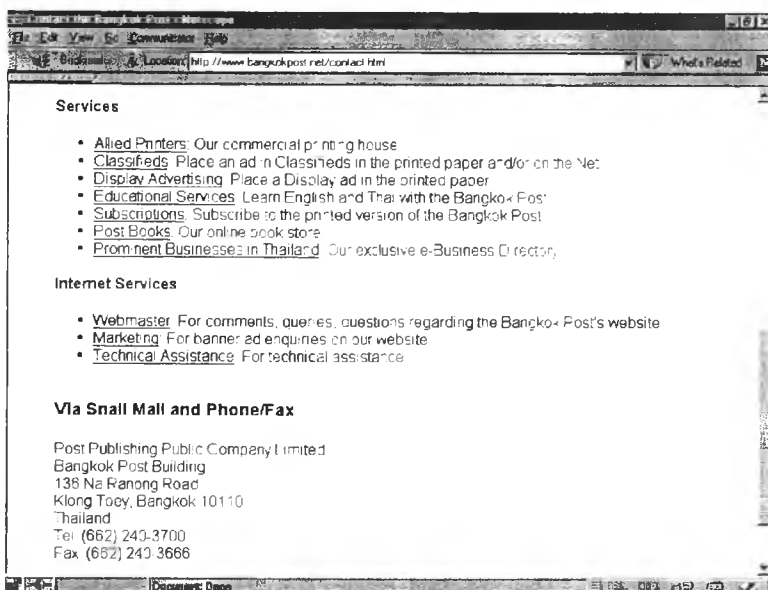 Contact the Bangkok Post - Netscape
File Edit View Go Communicator Help
Bookmarks Location: http://www.bangkokpost.net/contact.html What's Related
Services
Allied Printers: Our commercial printing house
Classifieds: Place an ad in Classifieds in the printed paper and/or on the Net
Display Advertising: Place a Display ad in the printed paper
Educational Services: Learn English and Thai with the Bangkok Post
Subscriptions: Subscribe to the printed version of the Bangkok Post
Post Books: Our online book store
Prominent Businesses in Thailand: Our exclusive e-Business Directory
Internet Services
Webmaster: For comments, queries, questions regarding the Bangkok Post's website
Marketing: For banner ad enquiries on our website
Technical Assistance: For technical assistance
Via Snail Mail and Phone/Fax
Post Publishing Public Company Limited
Bangkok Post Building
136 Na Ranong Road
Klong Toey, Bangkok 10110
Thailand
Tel: (662) 240-3700
Fax: (662) 240-3666
Document: Done